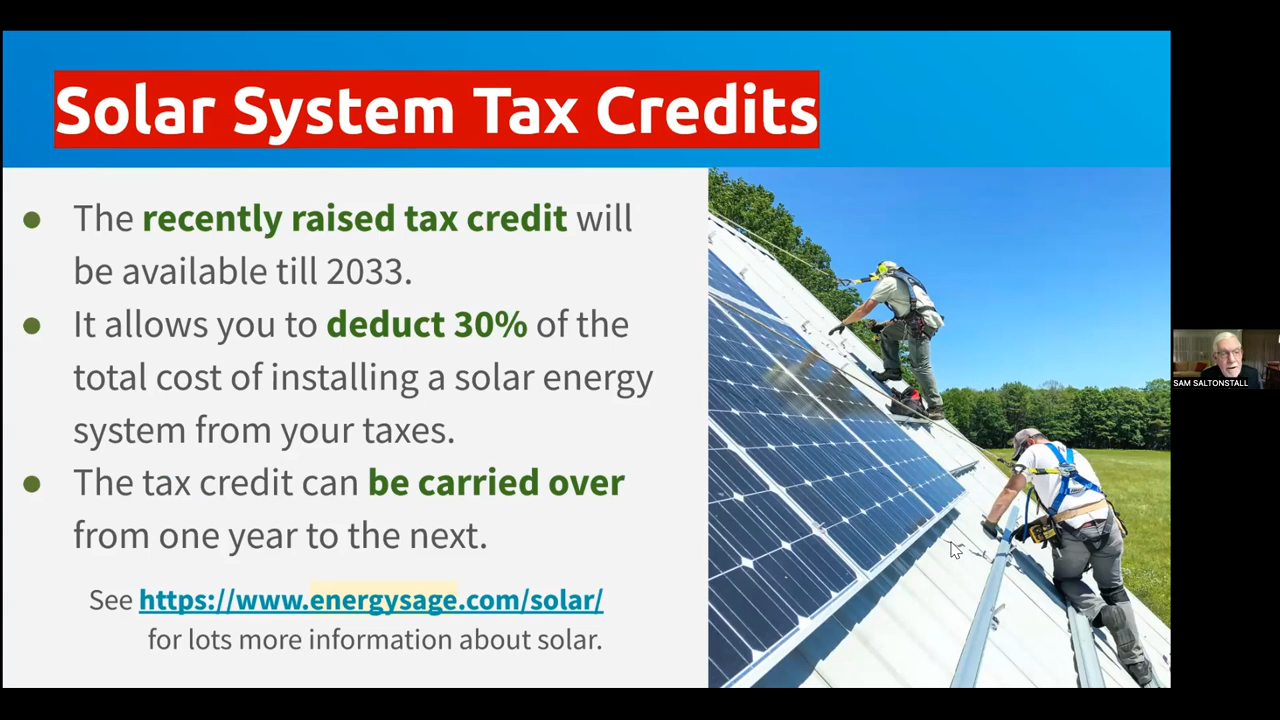 Solar System Tax Credits
● The recently raised tax credit will
be available till 2033.
● It allows you to deduct 30% of the
total cost of installing a solar energy
system from your taxes.
● The tax credit can be carried over
from one year to the next.
See https://www.energysage.com/solar/
for lots more information about solar.
SAM SALTONSTALL